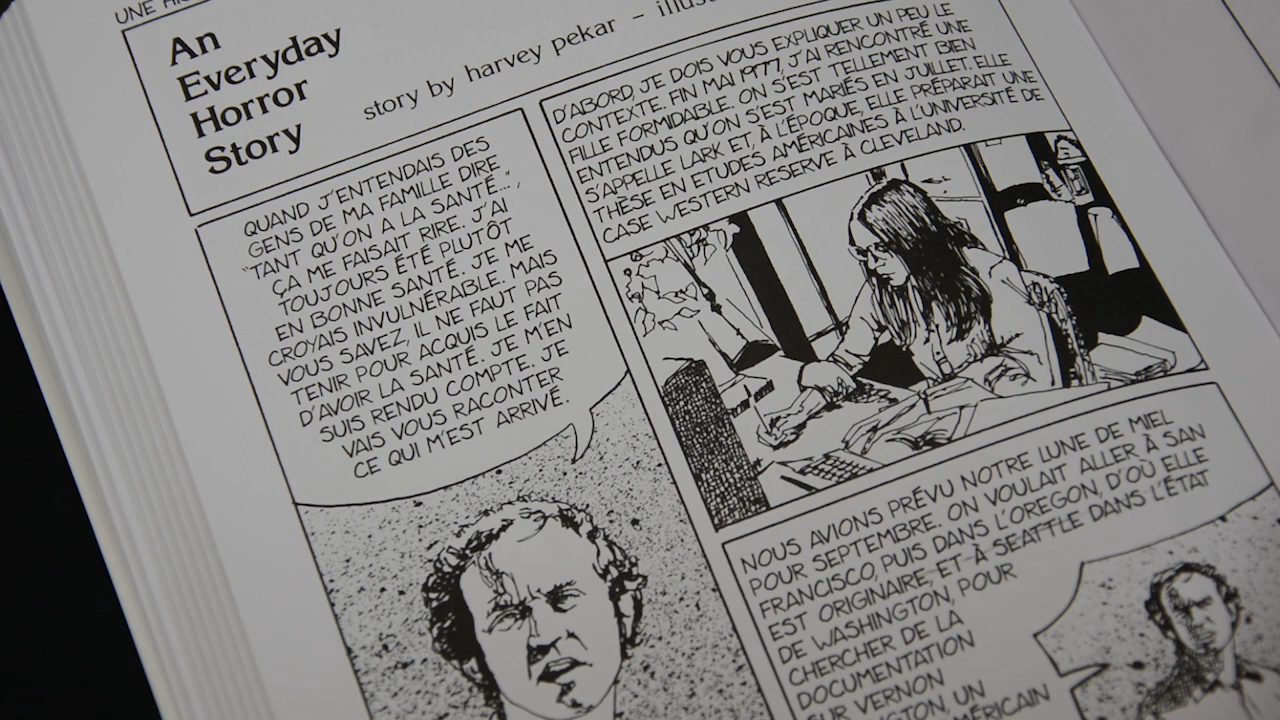 UNE
An
Everyday
Horror
Story
story by harvey pekar – illus
QUAND J'ENTENDAIS DES
GENS DE MA FAMILLE DIRE
"TANT QU'ON A LA SANTÉ...",
ÇA ME FAISAIT RIRE. J'AI
TOUJOURS ÉTÉ PLUTÔT
EN BONNE SANTÉ. JE ME
CROYAIS INVULNÉRABLE. MAIS
VOUS SAVEZ, IL NE FAUT PAS
TENIR POUR ACQUIS LE FAIT
D'AVOIR LA SANTÉ. JE M'EN
SUIS RENDU COMPTE. JE
VAIS VOUS RACONTER
CE QUI M'EST ARRIVÉ.
D'ABORD, JE DOIS VOUS EXPLIQUER UN PEU LE
CONTEXTE. FIN MAI 1977, J'AI RENCONTRÉ UNE
FILLE FORMIDABLE. ON S'EST TELLEMENT BIEN
ENTENDUS QU'ON S'EST MARIÉS EN JUILLET. ELLE
S'APPELLE LARK ET, À L'ÉPOQUE, ELLE PRÉPARAIT UNE
THÈSE EN ETUDES AMÉRICAINES À L'UNIVERSITÉ DE
CASE WESTERN RESERVE À CLEVELAND.
NOUS AVIONS PRÉVU NOTRE LUNE DE MIEL
POUR SEPTEMBRE. ON VOULAIT ALLER À SAN
FRANCISCO, PUIS DANS L'OREGON, D'OÙ ELLE
EST ORIGINAIRE, ET À SEATTLE DANS L'ÉTAT
DE WASHINGTON, POUR
CHERCHER DE LA
DOCUMENTATION
SUR VERNON
NGTON, UN
MÉRICAIN